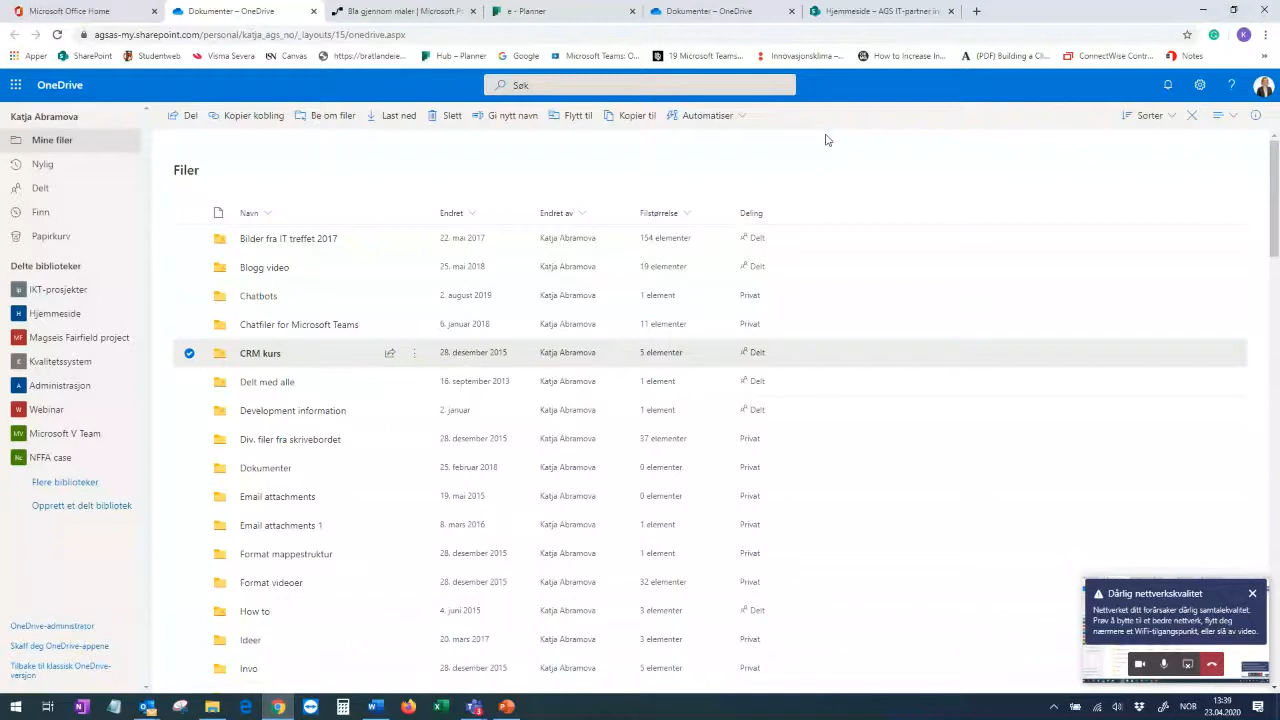 Microsoft Office Home
Dokumenter – OneDrive
Bla gjennom maler | Microsoft P
e - Planner
Dokumenter – OneDrive
Hjemmeside – AGS IT-partner in
agsas-my.sharepoint.com/personal/katja_ags_no/_layouts/15/onedrive.aspx
K
Apper
SharePoint
Studentweb
Visma Severa
Canvas
https://bratlandeie...
Hub – Planner
Google
Microsoft Teams: O...
19 Microsoft Teams...
Innovasjonsklima –...
How to Increase In...
(PDF) Building a Cli...
ConnectWise Contr...
Notes
OneDrive
Søk
Katja Abramova
Del
Kopier kobling
Be om filer
Last ned
Slett
Gi nytt navn
Flytt til
Kopier til
Automatiser
Sorter
Mine filer
Nylig
Delt
Finn
Papirkurv
Delte biblioteker
Ip IKT-prosjekter
H Hjemmeside
MF Magseis Fairfield project
K Kvalitetssystem
A Administrasjon
W Webinar
MV Microsoft V Team
Nc NFFA case
Flere biblioteker
Opprett et delt bibliotek
OneDrive-administrator
Skaff deg OneDrive-appene
Tilbake til klassisk OneDrive-
versjon
Filer
Navn Endret Endret av Filstørrelse Deling
Bilder fra IT treffet 2017 22. mai 2017 Katja Abramova 154 elementer Delt
Blogg video 25. mai 2018 Katja Abramova 19 elementer Delt
Chatbots 2. august 2019 Katja Abramova 1 element Privat
Chatfiler for Microsoft Teams 6. januar 2018 Katja Abramova 11 elementer Privat
CRM kurs 28. desember 2015 Katja Abramova 5 elementer Delt
Delt med alle 16. september 2013 Katja Abramova 1 element Delt
Development information 2. januar Katja Abramova 1 element Delt
Div. filer fra skrivebordet 28. desember 2015 Katja Abramova 37 elementer Privat
Dokumenter 25. februar 2018 Katja Abramova 0 elementer Privat
Email attachments 19. mai 2015 Katja Abramova 0 elementer Privat
Email attachments 1 8. mars 2016 Katja Abramova 1 element Privat
Format mappestruktur 28. desember 2015 Katja Abramova 1 element Privat
Format videoer 28. desember 2015 Katja Abramova 32 elementer Privat
How to 4. juni 2015 Katja Abramova 3 elementer Delt
Ideer 20. mars 2017 Katja Abramova 3 elementer Privat
Invo 28. desember 2015 Katja Abramova 5 elementer Privat
Dårlig nettverkskvalitet
Nettverket ditt forårsaker dårlig samtalekvalitet.
Prøv å bytte til et bedre nettverk, flytt deg
nærmere et WiFi-tilgangspunkt, eller slå av video.
NOB
13:39
23.04.2020